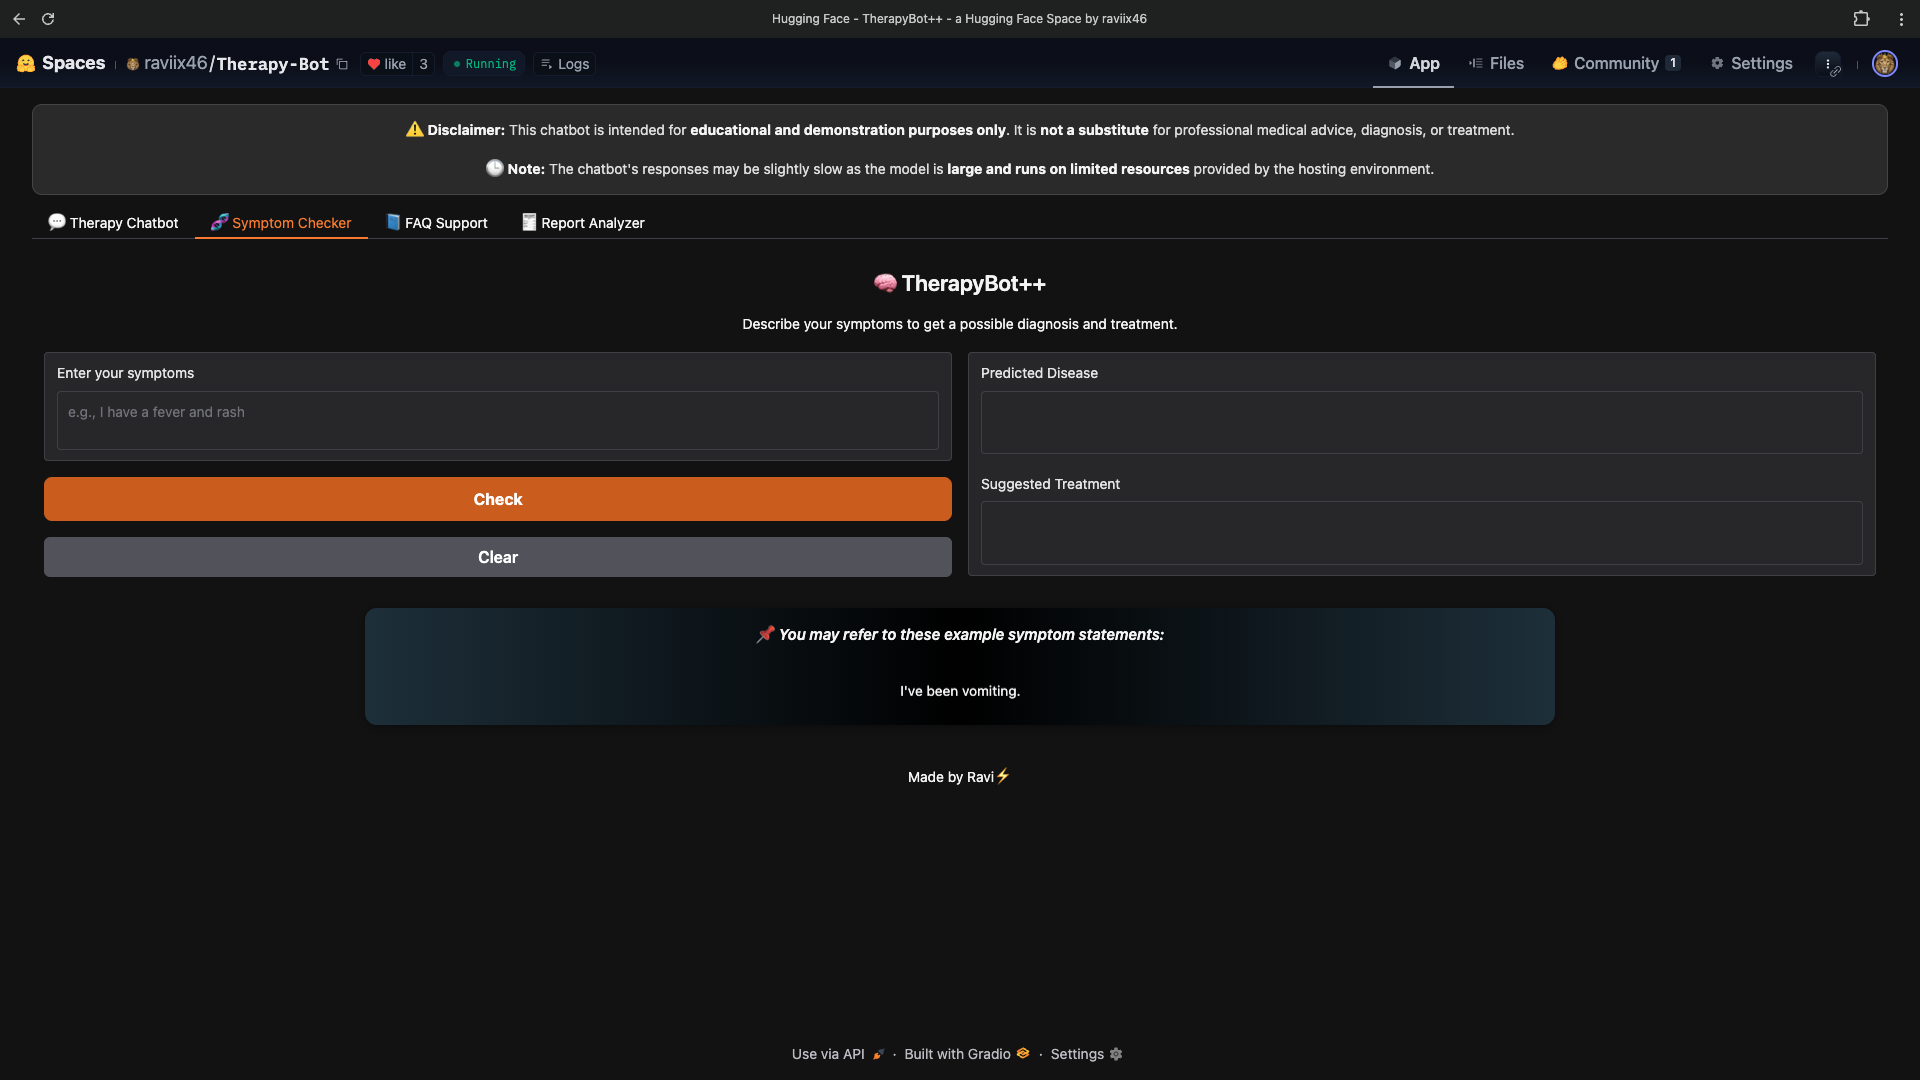 Hugging Face - TherapyBot++ - a Hugging Face Space by raviix46
Spaces raviix46/Therapy-Bot like 3 Running Logs App Files Community 1 Settings
⚠️ Disclaimer: This chatbot is intended for educational and demonstration purposes only. It is not a substitute for professional medical advice, diagnosis, or treatment.
🕒 Note: The chatbot's responses may be slightly slow as the model is large and runs on limited resources provided by the hosting environment.
💬 Therapy Chatbot 🧬 Symptom Checker 📘 FAQ Support 🧾 Report Analyzer
🧠 TherapyBot++
Describe your symptoms to get a possible diagnosis and treatment.
Enter your symptoms
e.g., I have a fever and rash
Check
Clear
Predicted Disease
Suggested Treatment
📌 You may refer to these example symptom statements:
I've been vomiting.
Made by Ravi⚡
Use via API 🚀 · Built with Gradio · Settings ⚙️